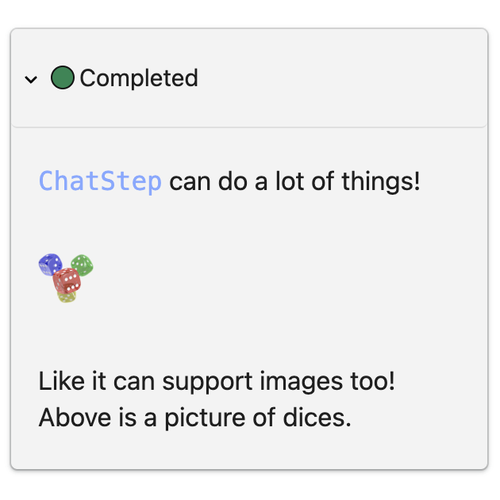 Completed
ChatStep can do a lot of things!
Like it can support images too!
Above is a picture of dices.